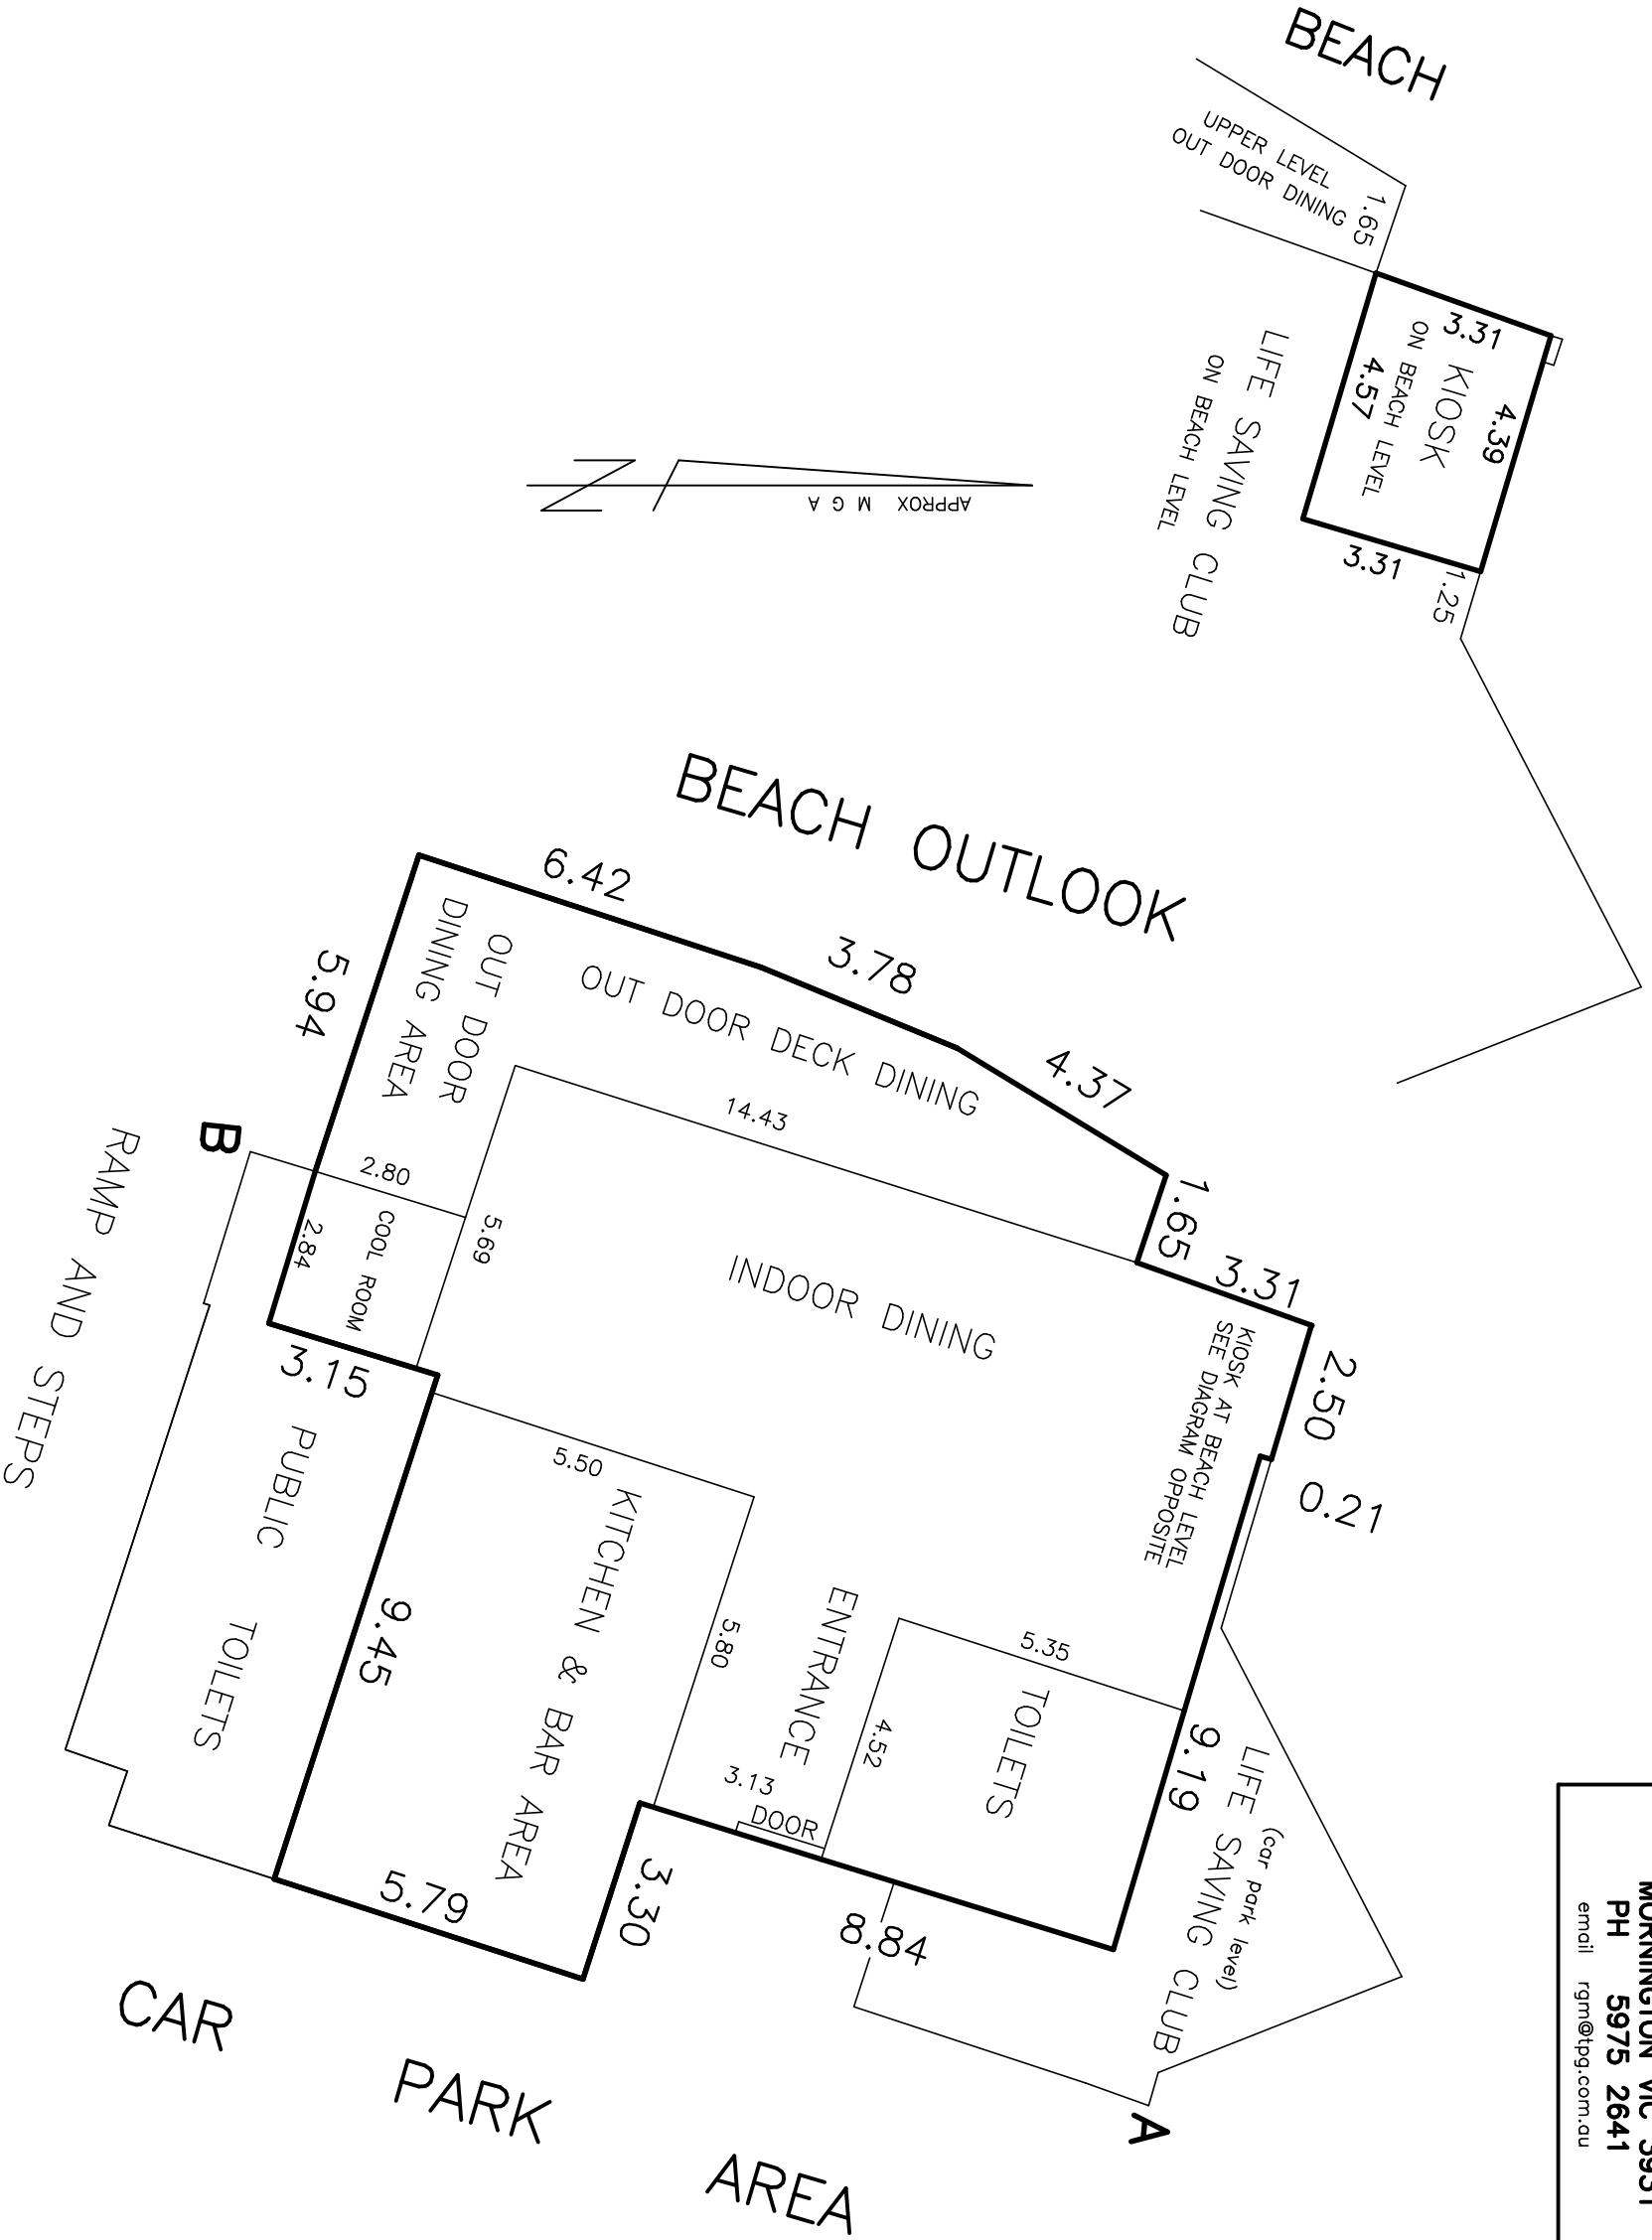 BEACH
UPPER LEVEL
OUT DOOR DINING
1.65
3.31
KIOSK
ON BEACH LEVEL
4.57
4.39
3.31
1.25
LIFE SAVING CLUB
ON BEACH LEVEL
APPROX M G A
N
BEACH OUTLOOK
6.42
3.78
4.37
1.65
3.31
2.50
0.21
5.94
OUT DOOR
DINING AREA
OUT DOOR DECK DINING
14.43
B
2.80
2.84
COOL ROOM
5.69
3.15
INDOOR DINING
KIOSK AT BEACH LEVEL
SEE DIAGRAM OPPOSITE
RAMP AND STEPS
PUBLIC TOILETS
9.45
5.50
KITCHEN & BAR AREA
5.80
ENTRANCE
3.13
DOOR
4.52
5.35
TOILETS
9.19
LIFE SAVING CLUB
(car park level)
5.79
3.30
8.84
A
CAR PARK AREA
MORNINGTON VIC 3931
PH 5975 2641
email rgm@tpg.com.au